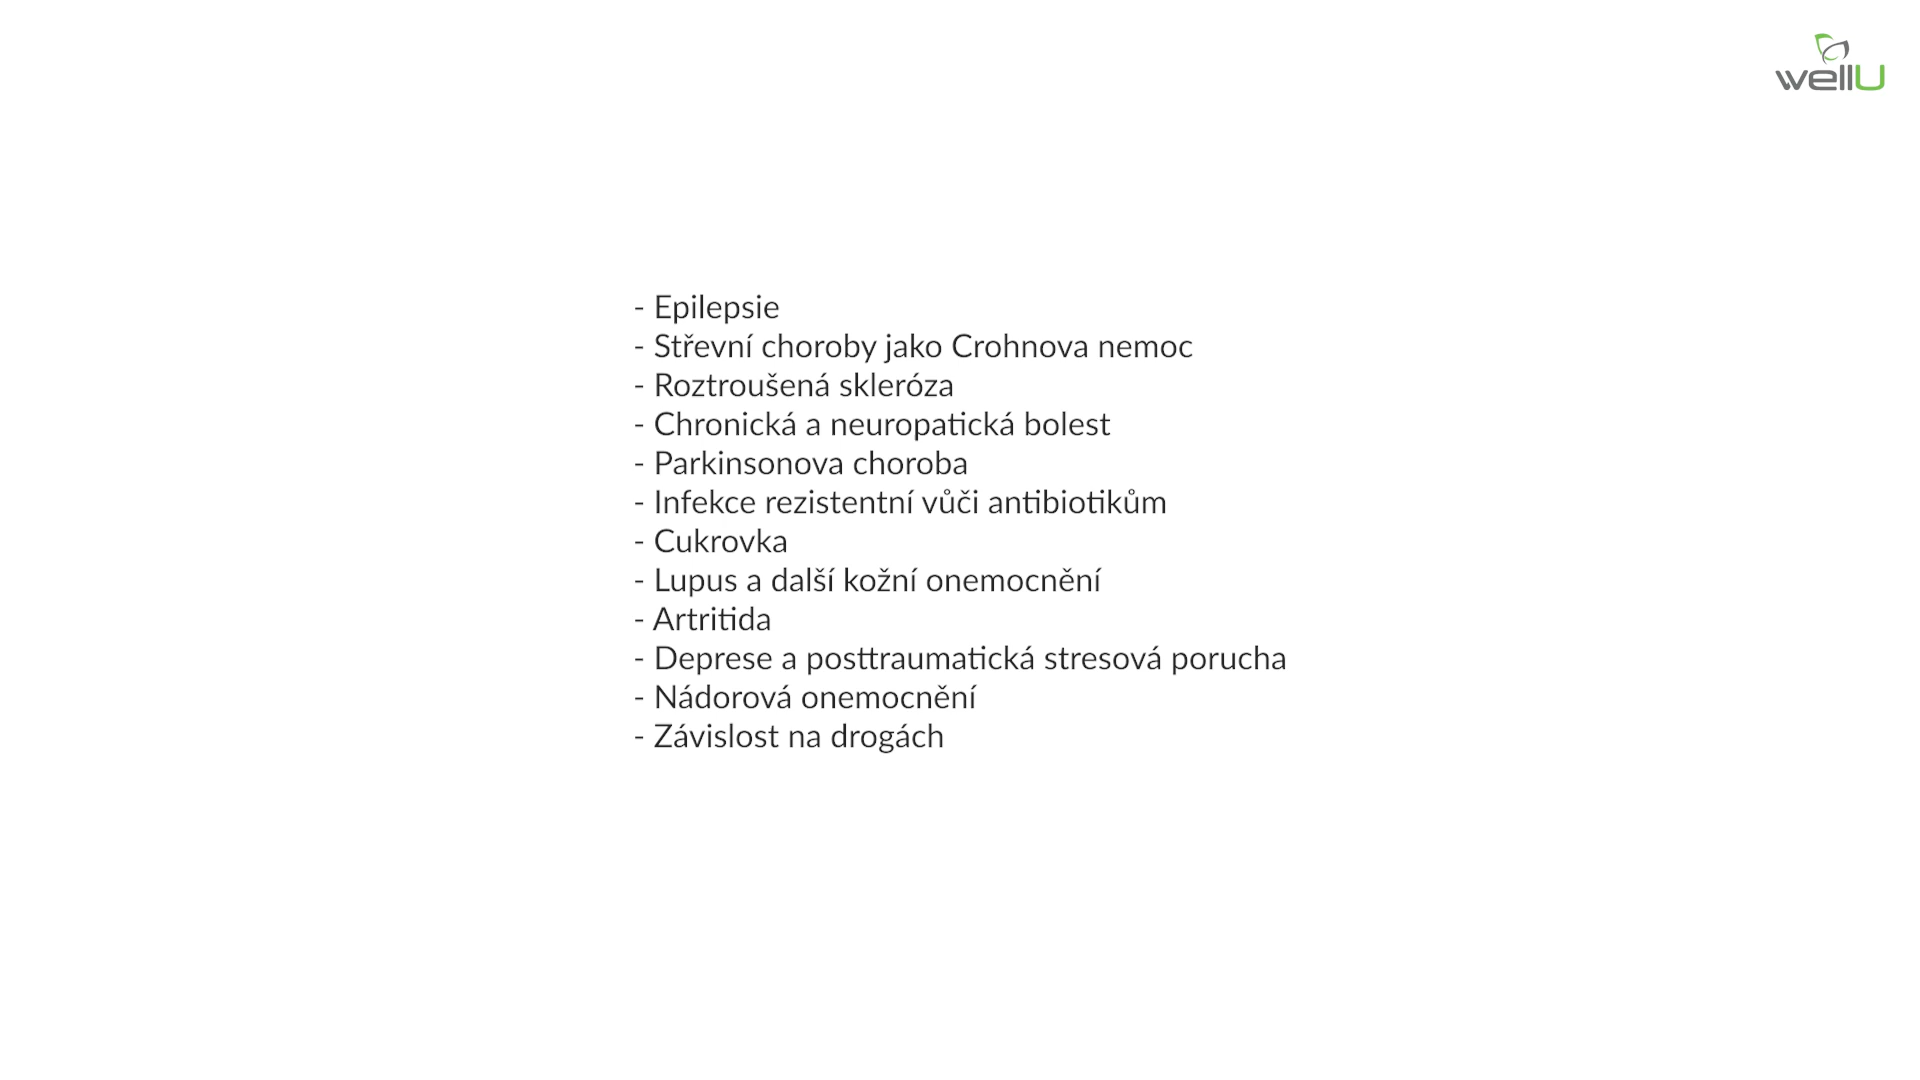 wellU
- Epilepsie
- Střevní choroby jako Crohnova nemoc
- Roztroušená skleróza
- Chronická a neuropatická bolest
- Parkinsonova choroba
- Infekce rezistentní vůči antibiotikům
- Cukrovka
- Lupus a další kožní onemocnění
- Artritida
- Deprese a posttraumatická stresová porucha
- Nádorová onemocnění
- Závislost na drogách